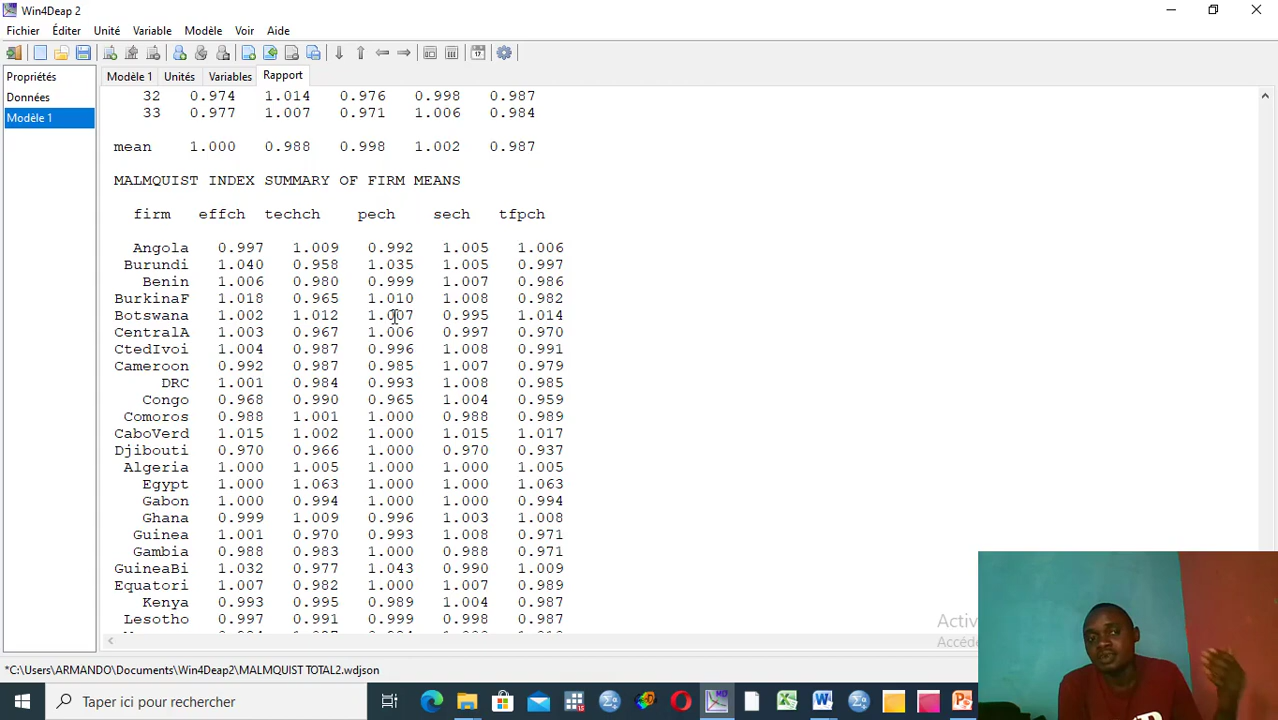 Win4Deap 2
Fichier Éditer Unité Variable Modèle Voir Aide
Propriétés
Données
Modèle 1
Modèle 1 Unités Variables Rapport
32 0.974 1.014 0.976 0.998 0.987
33 0.977 1.007 0.971 1.006 0.984
mean 1.000 0.988 0.998 1.002 0.987
MALMQUIST INDEX SUMMARY OF FIRM MEANS
firm effch techch pech sech tfpch
Angola 0.997 1.009 0.992 1.005 1.006
Burundi 1.040 0.958 1.035 1.005 0.997
Benin 1.006 0.980 0.999 1.007 0.986
BurkinaF 1.018 0.965 1.010 1.008 0.982
Botswana 1.002 1.012 1.007 0.995 1.014
CentralA 1.003 0.967 1.006 0.997 0.970
CtedIvoi 1.004 0.987 0.996 1.008 0.991
Cameroon 0.992 0.987 0.985 1.007 0.979
DRC 1.001 0.984 0.993 1.008 0.985
Congo 0.968 0.990 0.965 1.004 0.959
Comoros 0.988 1.001 1.000 0.988 0.989
CaboVerd 1.015 1.002 1.000 1.015 1.017
Djibouti 0.970 0.966 1.000 0.970 0.937
Algeria 1.000 1.005 1.000 1.000 1.005
Egypt 1.000 1.063 1.000 1.000 1.063
Gabon 1.000 0.994 1.000 1.000 0.994
Ghana 0.999 1.009 0.996 1.003 1.008
Guinea 1.001 0.970 0.993 1.008 0.971
Gambia 0.988 0.983 1.000 0.988 0.971
GuineaBi 1.032 0.977 1.043 0.990 1.009
Equatori 1.007 0.982 1.000 1.007 0.989
Kenya 0.993 0.995 0.989 1.004 0.987
Lesotho 0.997 0.991 0.999 0.998 0.987
Activ
Accéde
*C:\Users\ARMANDO\Documents\Win4Deap2\MALMQUIST TOTAL2.wdjson
Taper ici pour rechercher